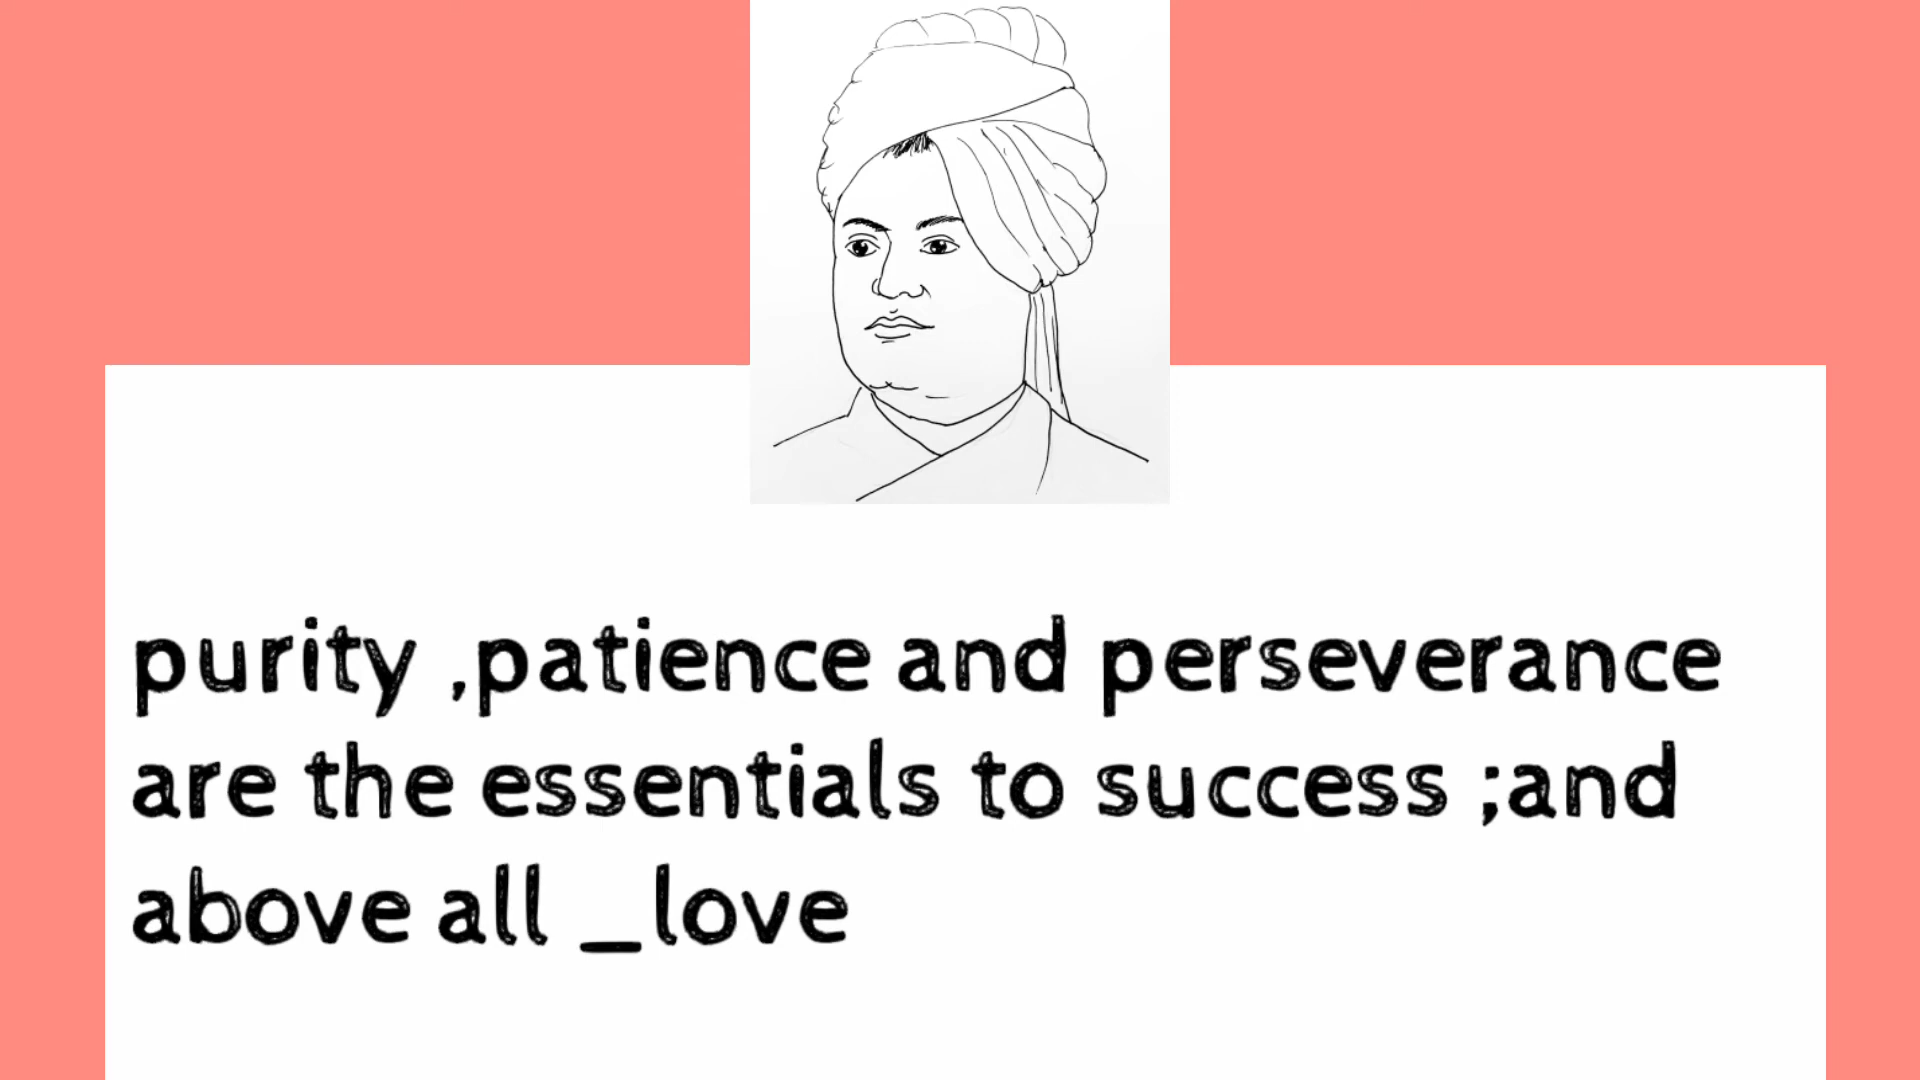 purity ,patience and perseverance
are the essentials to success ;and
above all _love